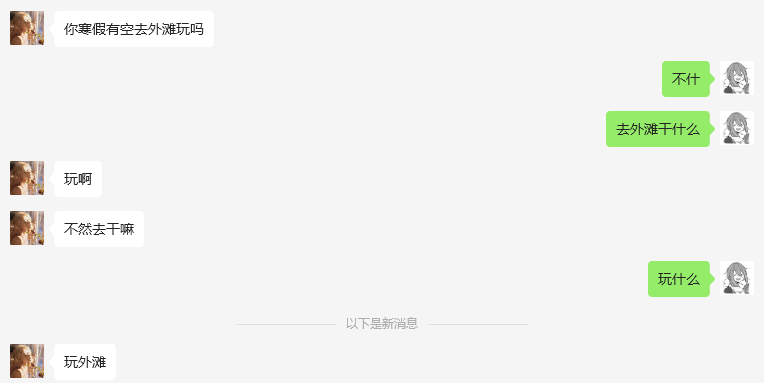 你寒假有空去外滩玩吗
不什
去外滩干什么
玩啊
不然去干嘛
玩什么
以下是新消息
玩外滩